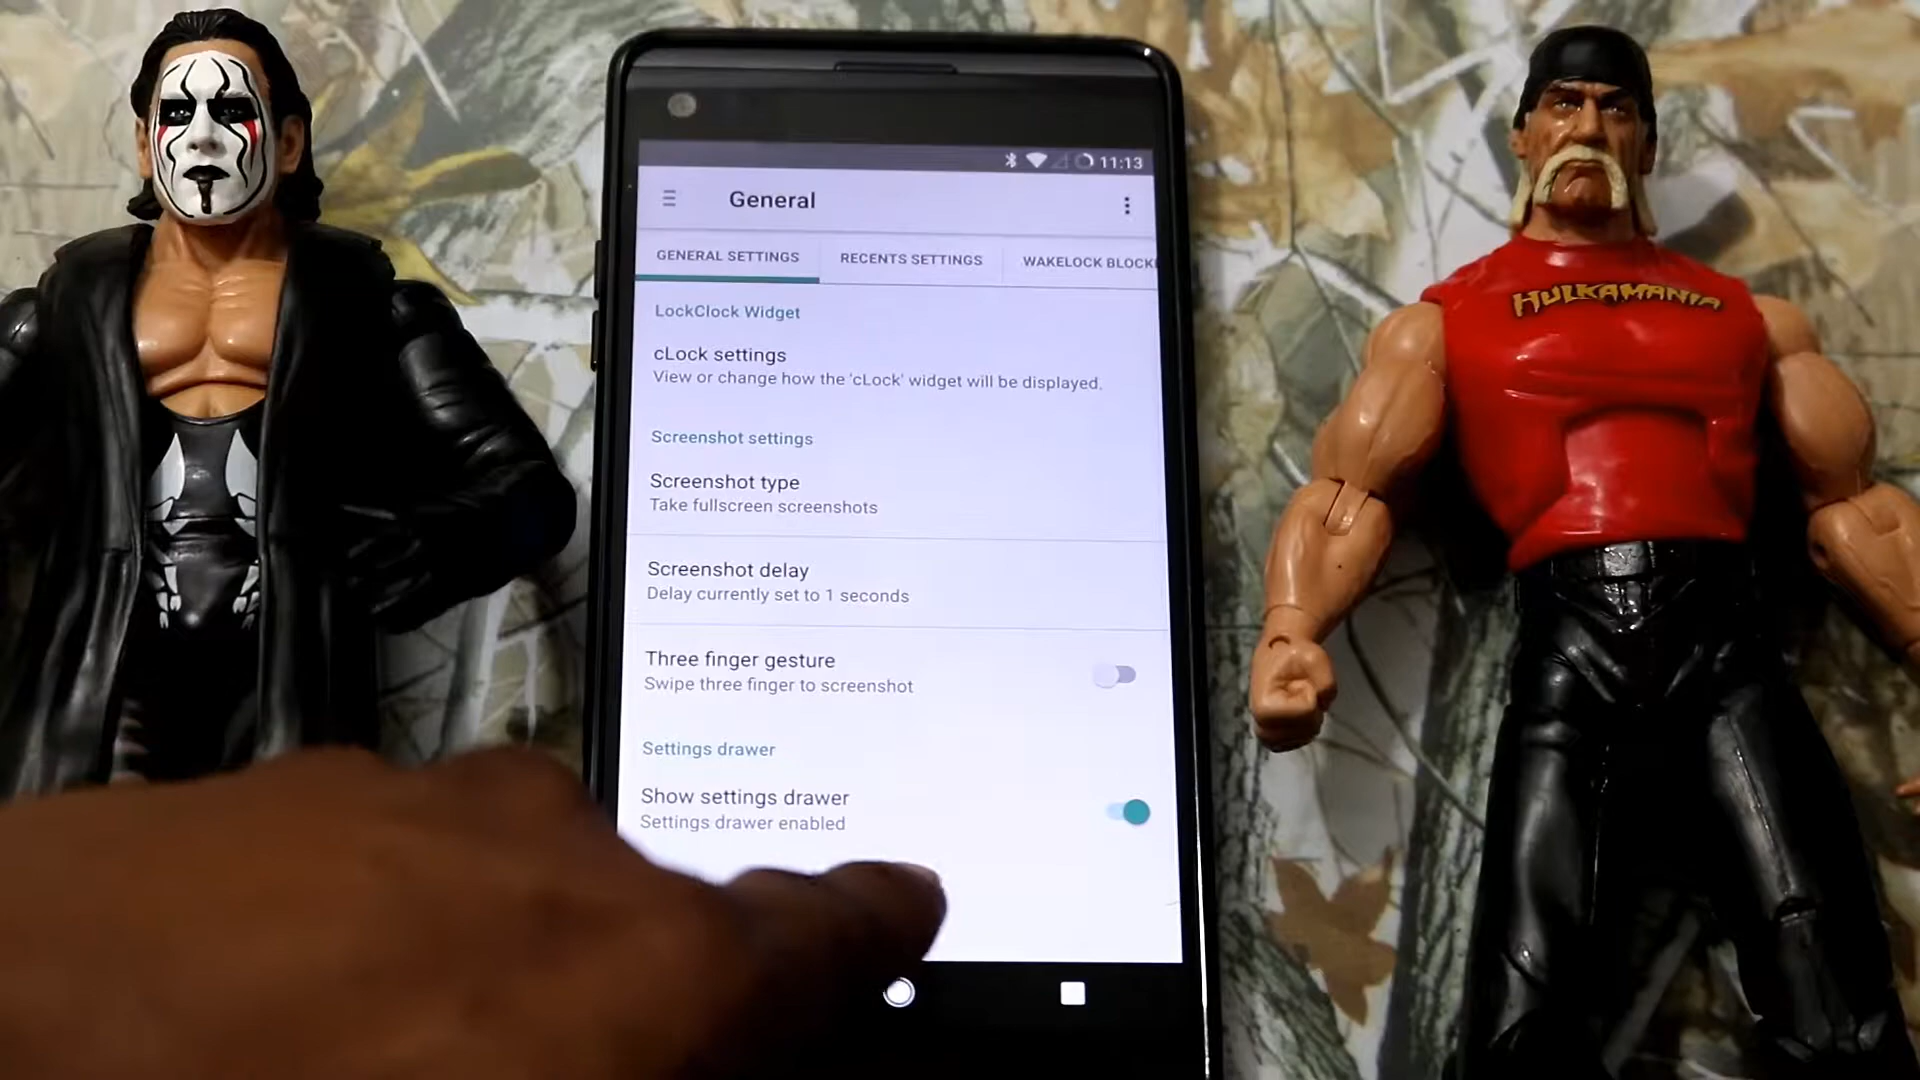 11:13
General
GENERAL SETTINGS
RECENTS SETTINGS
WAKELOCK BLOCK
LockClock Widget
cLock settings
View or change how the 'cLock' widget will be displayed.
Screenshot settings
Screenshot type
Take fullscreen screenshots
Screenshot delay
Delay currently set to 1 seconds
Three finger gesture
Swipe three finger to screenshot
Settings drawer
Show settings drawer
Settings drawer enabled
HULKAMANIA